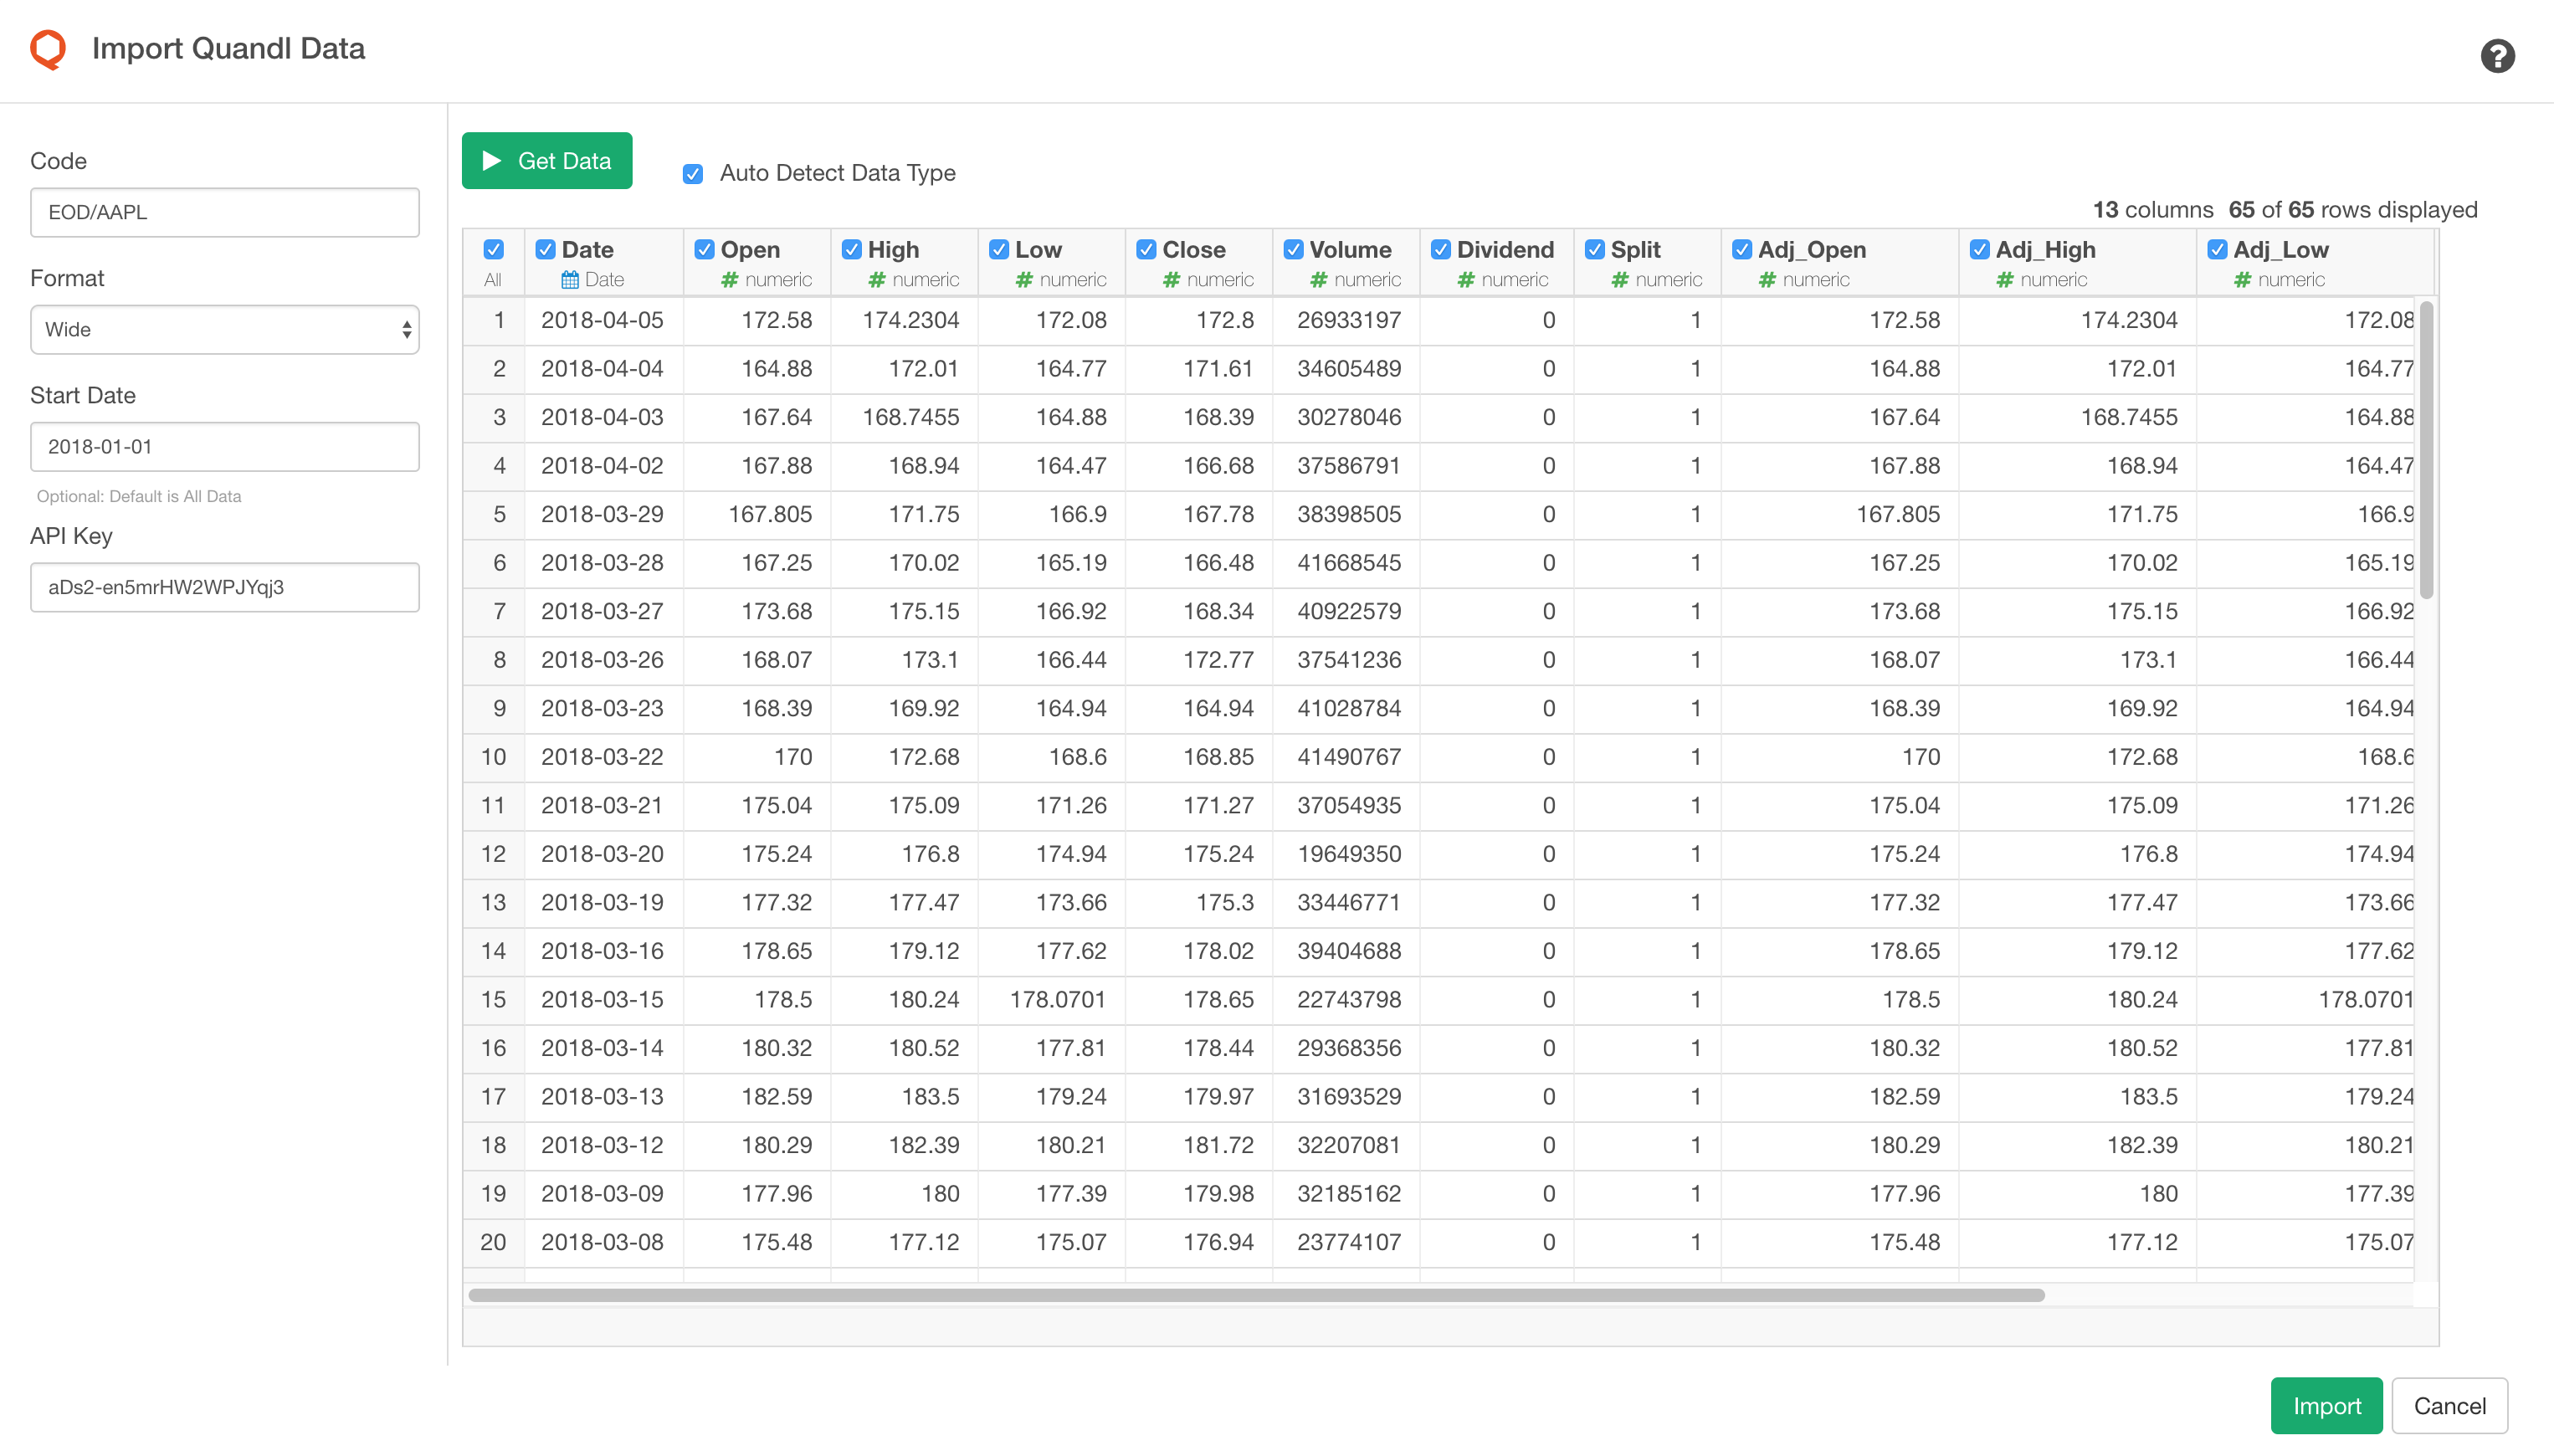 Import Quandl Data
Code
EOD/AAPL
Format
Wide
Start Date
2018-01-01
Optional: Default is All Data
API Key
aDs2-en5mrHW2WPJYqj3
Get Data
Auto Detect Data Type
13 columns 65 of 65 rows displayed
Date Open High Low Close Volume Dividend Split Adj_Open Adj_High Adj_Low
All Date numeric numeric numeric numeric numeric numeric numeric numeric numeric numeric
1 2018-04-05 172.58 174.2304 172.08 172.8 26933197 0 1 172.58 174.2304 172.08
2 2018-04-04 164.88 172.01 164.77 171.61 34605489 0 1 164.88 172.01 164.77
3 2018-04-03 167.64 168.7455 164.88 168.39 30278046 0 1 167.64 168.7455 164.88
4 2018-04-02 167.88 168.94 164.47 166.68 37586791 0 1 167.88 168.94 164.47
5 2018-03-29 167.805 171.75 166.9 167.78 38398505 0 1 167.805 171.75 166.9
6 2018-03-28 167.25 170.02 165.19 166.48 41668545 0 1 167.25 170.02 165.19
7 2018-03-27 173.68 175.15 166.92 168.34 40922579 0 1 173.68 175.15 166.92
8 2018-03-26 168.07 173.1 166.44 172.77 37541236 0 1 168.07 173.1 166.44
9 2018-03-23 168.39 169.92 164.94 164.94 41028784 0 1 168.39 169.92 164.94
10 2018-03-22 170 172.68 168.6 168.85 41490767 0 1 170 172.68 168.6
11 2018-03-21 175.04 175.09 171.26 171.27 37054935 0 1 175.04 175.09 171.26
12 2018-03-20 175.24 176.8 174.94 175.24 19649350 0 1 175.24 176.8 174.94
13 2018-03-19 177.32 177.47 173.66 175.3 33446771 0 1 177.32 177.47 173.66
14 2018-03-16 178.65 179.12 177.62 178.02 39404688 0 1 178.65 179.12 177.62
15 2018-03-15 178.5 180.24 178.0701 178.65 22743798 0 1 178.5 180.24 178.0701
16 2018-03-14 180.32 180.52 177.81 178.44 29368356 0 1 180.32 180.52 177.81
17 2018-03-13 182.59 183.5 179.24 179.97 31693529 0 1 182.59 183.5 179.24
18 2018-03-12 180.29 182.39 180.21 181.72 32207081 0 1 180.29 182.39 180.21
19 2018-03-09 177.96 180 177.39 179.98 32185162 0 1 177.96 180 177.39
20 2018-03-08 175.48 177.12 175.07 176.94 23774107 0 1 175.48 177.12 175.07
Import Cancel